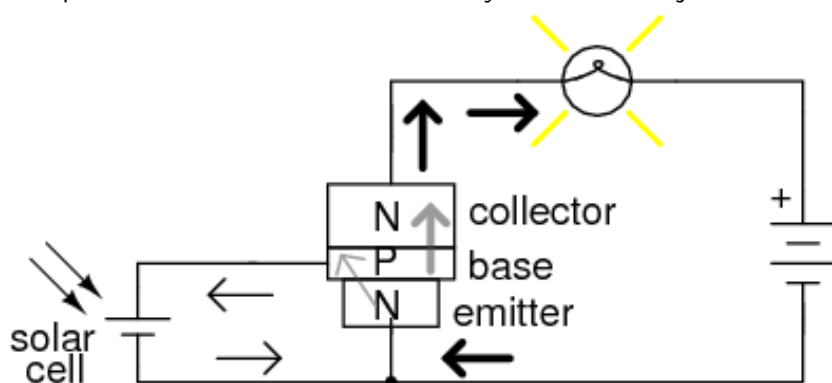 +
N
collector
P
base
N
emitter
solar
cell